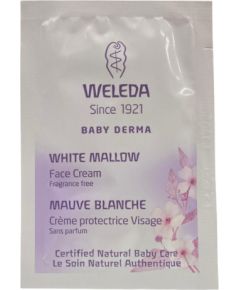 WELEDA
Since 1921
BABY DERMA
WHITE MALLOW
Face Cream
Fragrance free
MAUVE BLANCHE
Crème protectrice Visage
Sans parfum
Certified Natural Baby Care
Le Soin Naturel Authentique